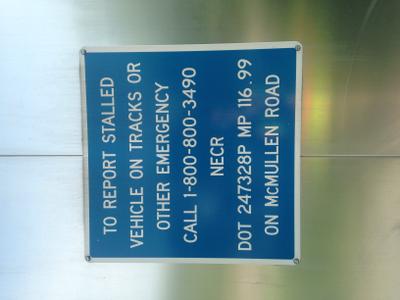 TO REPORT STALLED
VEHICLE ON TRACKS OR
OTHER EMERGENCY
CALL 1-800-800-3490
NECR
DOT 247328P MP 116.99
ON McMULLEN ROAD